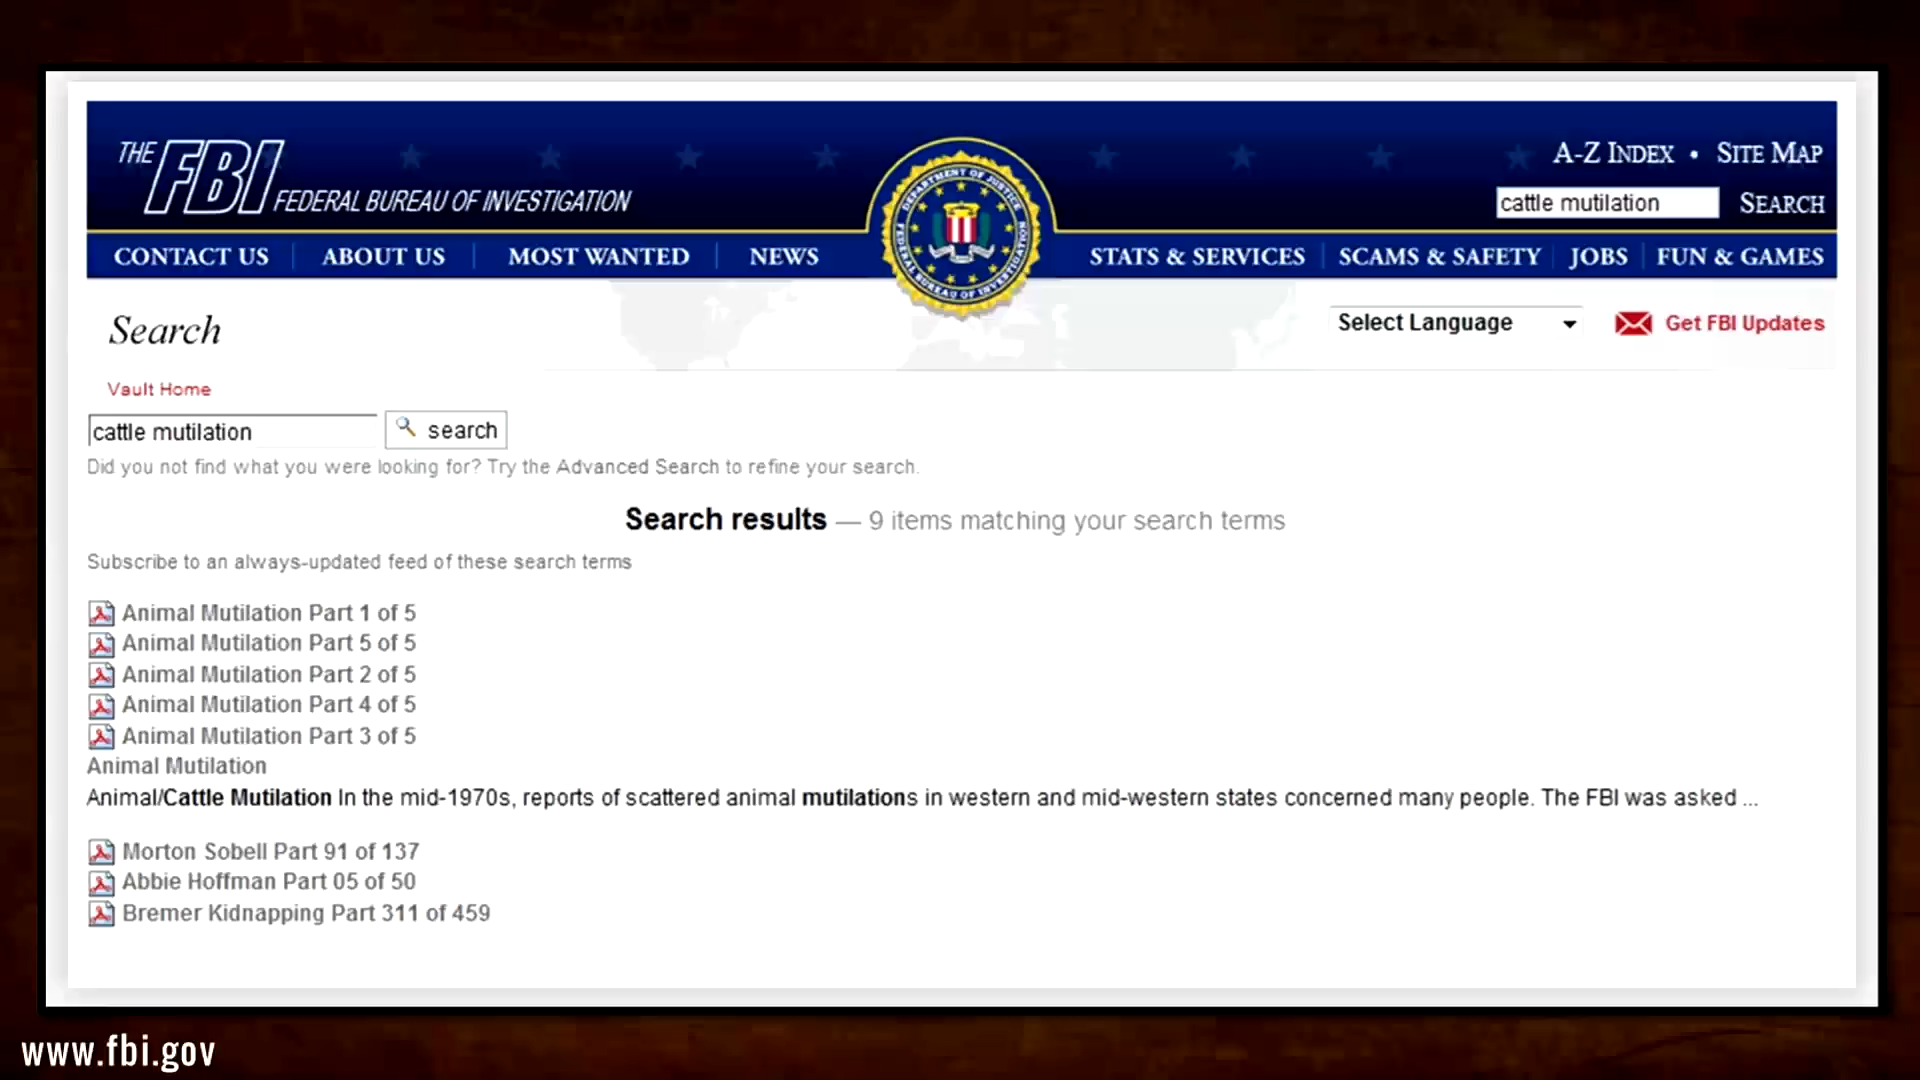 THE FBI FEDERAL BUREAU OF INVESTIGATION
A-Z INDEX • SITE MAP
cattle mutilation SEARCH
DEPARTMENT OF JUSTICE
FEDERAL BUREAU OF INVESTIGATION
CONTACT US ABOUT US MOST WANTED NEWS STATS & SERVICES SCAMS & SAFETY JOBS FUN & GAMES
Search
Select Language Get FBI Updates
Vault Home
cattle mutilation search
Did you not find what you were looking for? Try the Advanced Search to refine your search.
Search results — 9 items matching your search terms
Subscribe to an always-updated feed of these search terms
Animal Mutilation Part 1 of 5
Animal Mutilation Part 5 of 5
Animal Mutilation Part 2 of 5
Animal Mutilation Part 4 of 5
Animal Mutilation Part 3 of 5
Animal Mutilation
Animal/Cattle Mutilation In the mid-1970s, reports of scattered animal mutilations in western and mid-western states concerned many people. The FBI was asked ...
Morton Sobell Part 91 of 137
Abbie Hoffman Part 05 of 50
Bremer Kidnapping Part 311 of 459
www.fbi.gov